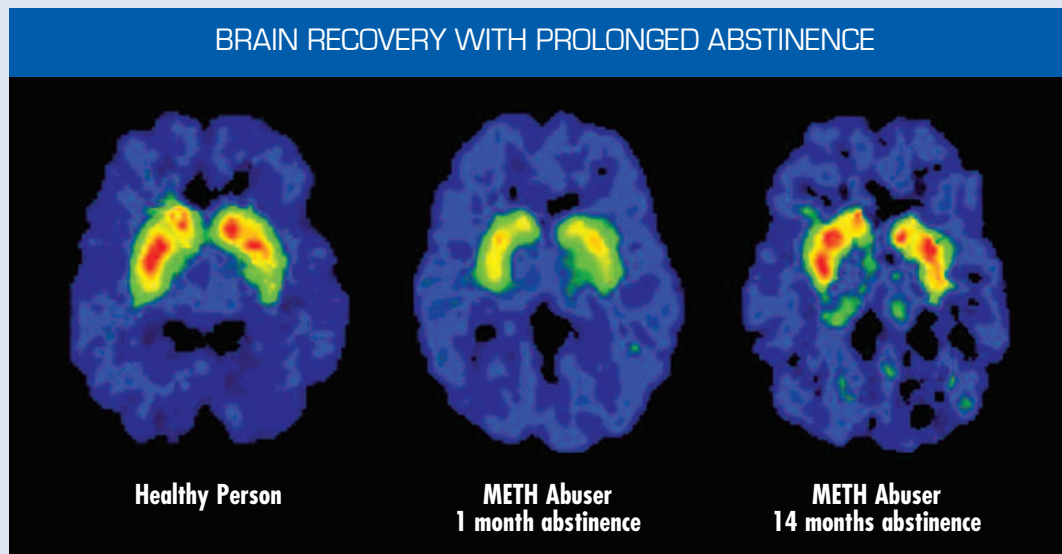 BRAIN RECOVERY WITH PROLONGED ABSTINENCE
Healthy Person
METH Abuser
1 month abstinence
METH Abuser
14 months abstinence